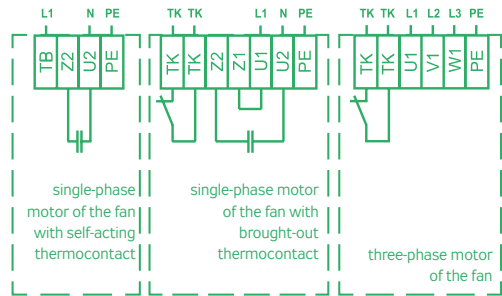 L1 N PE
TB Z2 U2 PE
single-phase
motor of the fan
with self-acting
thermocontact
TK TK L1 N PE
TK TK Z2 Z1 U1 U2 PE
single-phase motor
of the fan with
brought-out
thermocontact
TK TK L1 L2 L3 PE
TK TK U1 V1 W1 PE
three-phase motor
of the fan